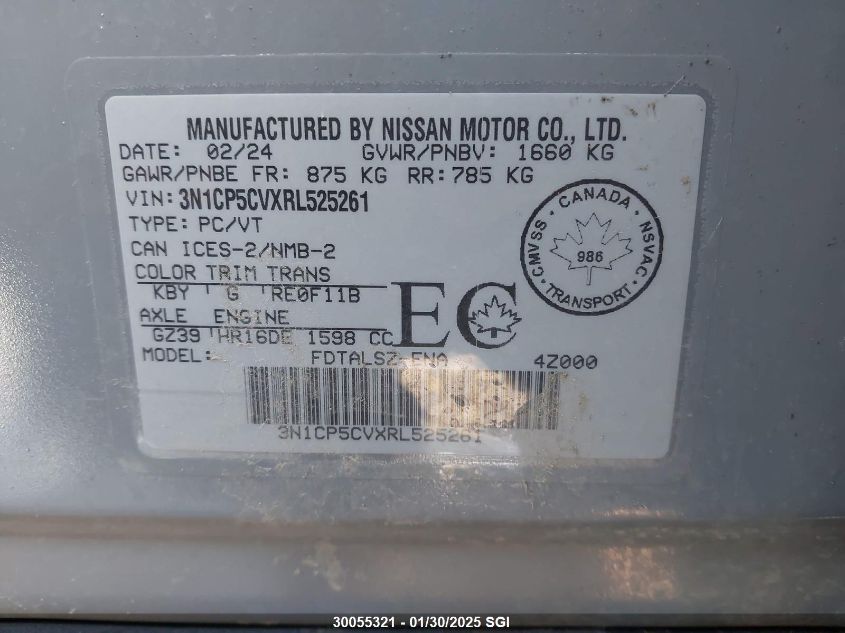 MANUFACTURED BY NISSAN MOTOR CO., LTD.
DATE: 02/24 GVWR/PNBV: 1660 KG
GAWR/PNBE FR: 875 KG RR: 785 KG
VIN: 3N1CP5CVXRL525261
TYPE: PC/VT
CAN ICES-2/NMB-2
COLOR TRIM TRANS
KBY G RE0F11B
AXLE ENGINE
GZ39 HR16DE 1598 CC
MODEL: FDTALSZ-ENA 4Z000
3N1CP5CVXRL525261
EC
CANADA
CMVSS NSVAC
986
TRANSPORT
30055321 | 01/30/2025 SGI